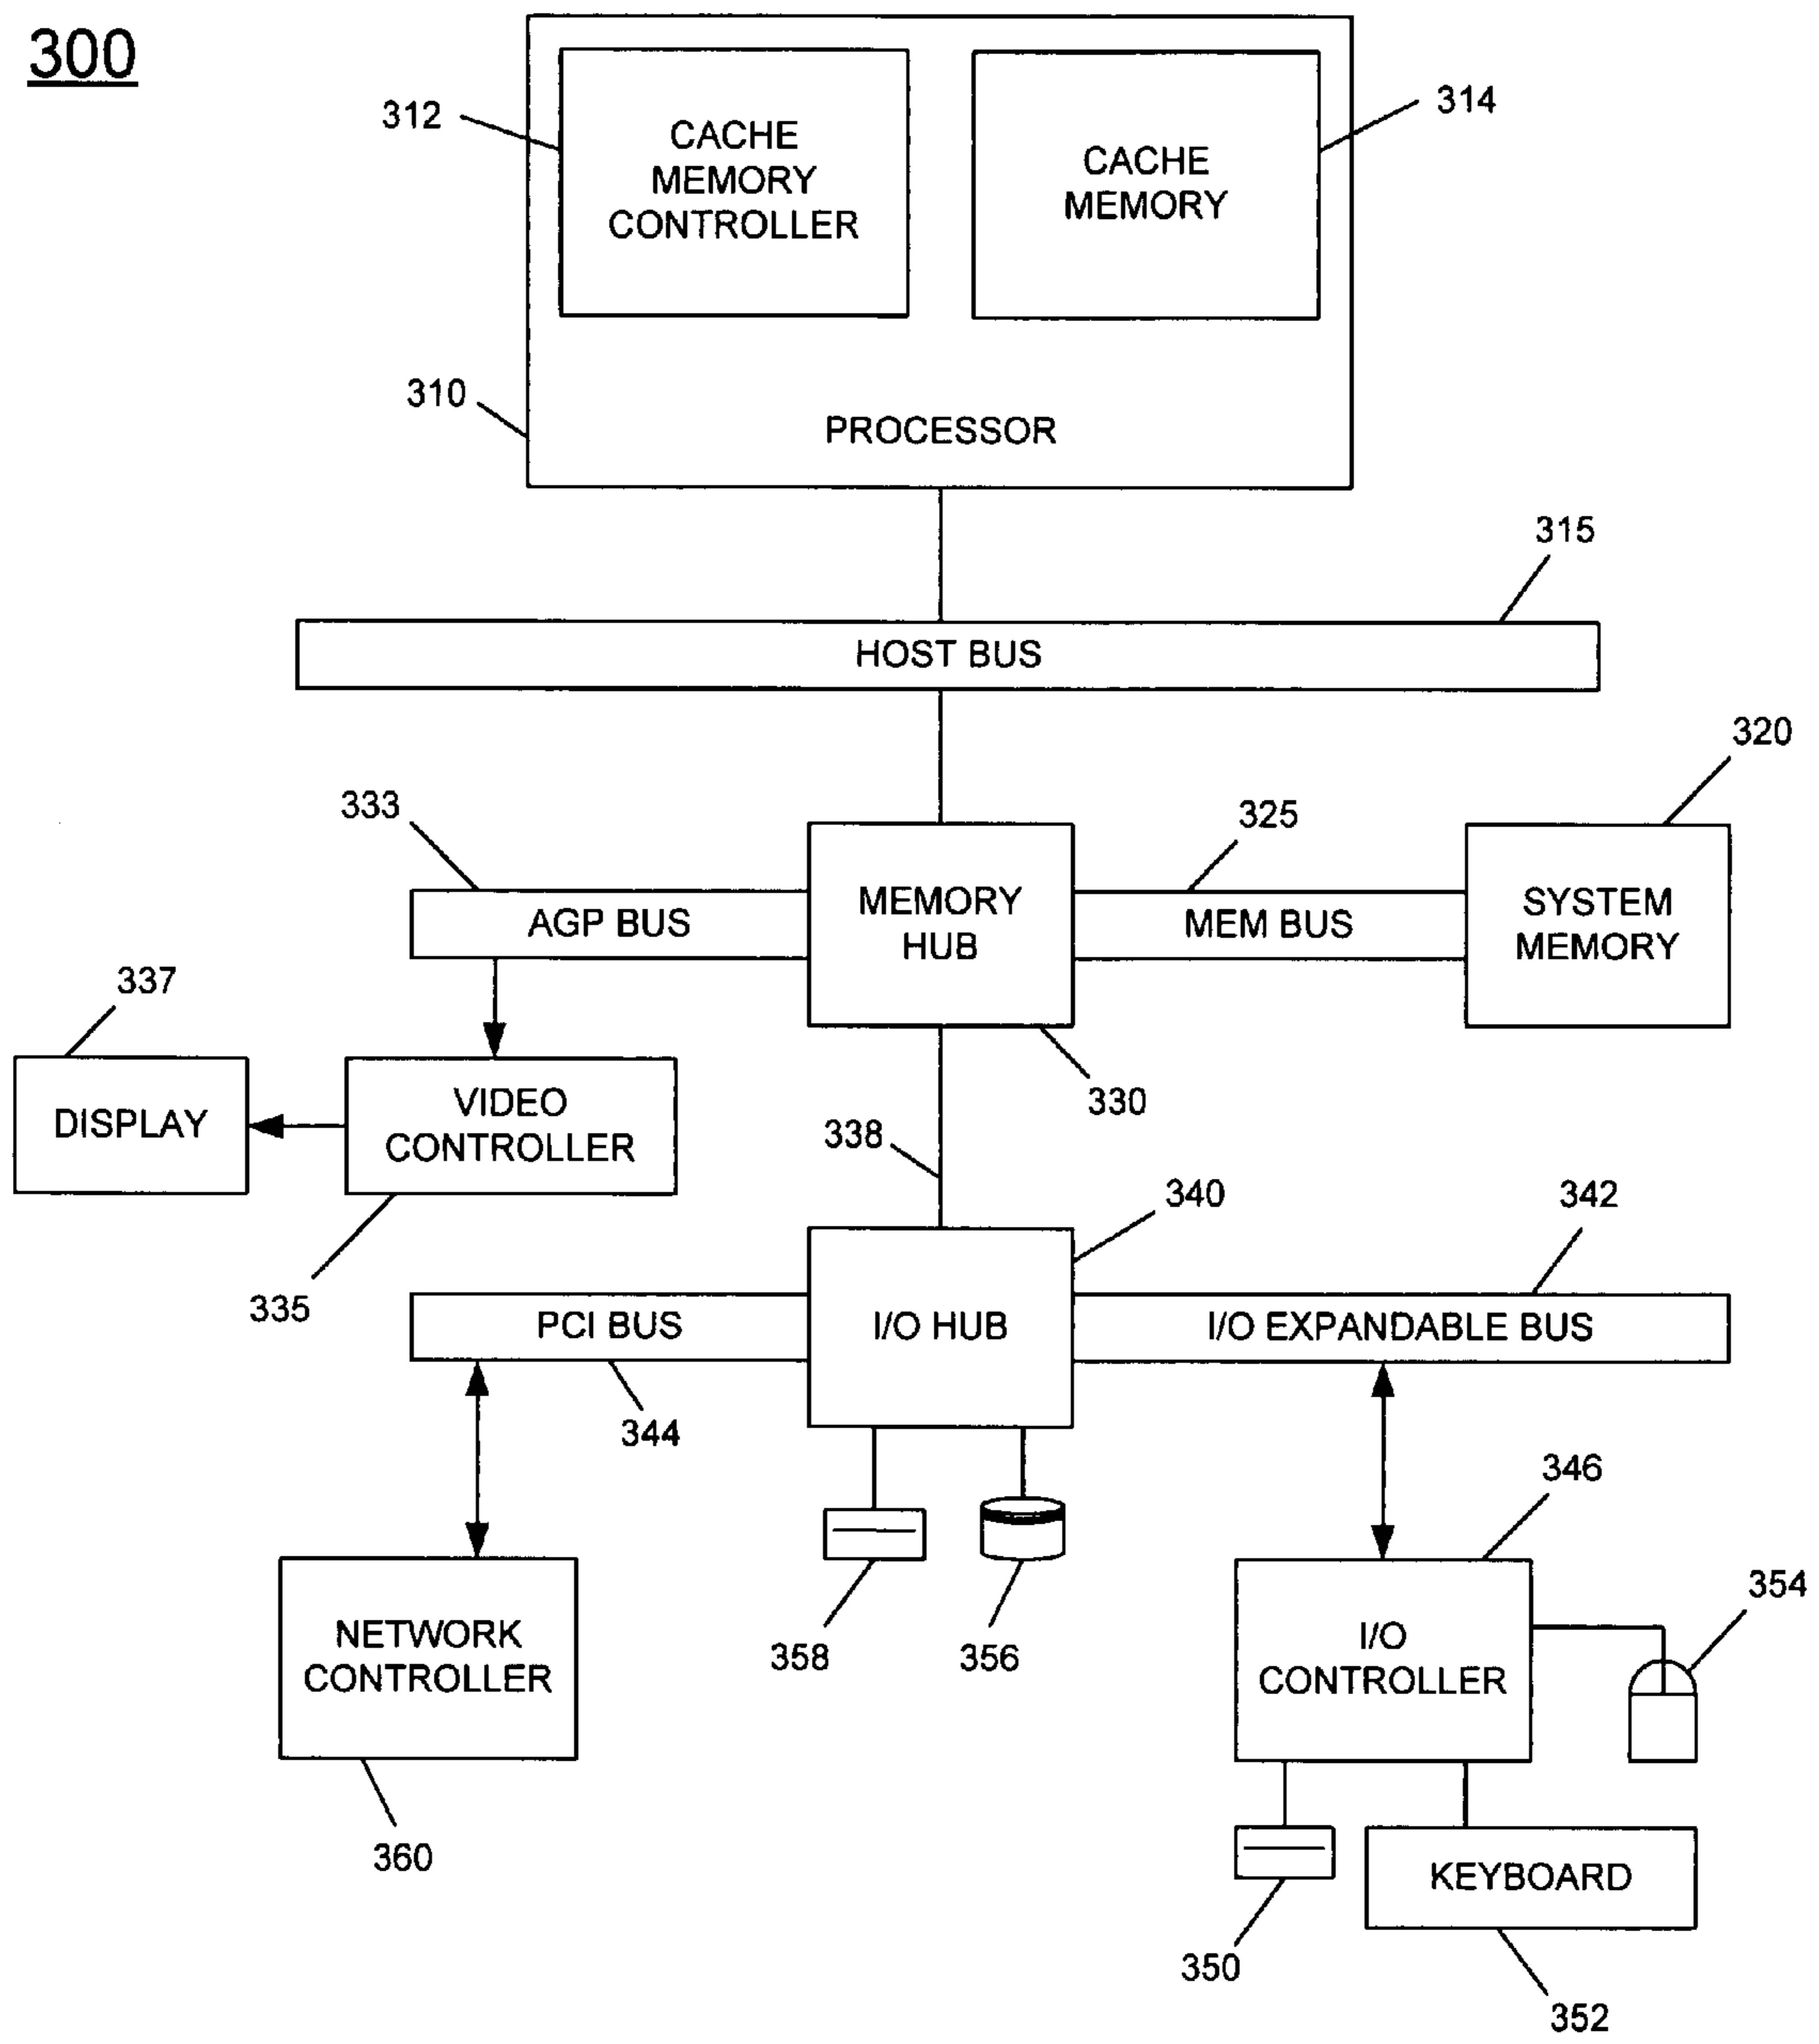 300
312
CACHE
MEMORY
CONTROLLER
CACHE
MEMORY
314
310
PROCESSOR
315
HOST BUS
320
333
325
AGP BUS
MEMORY
HUB
MEM BUS
SYSTEM
MEMORY
337
DISPLAY
VIDEO
CONTROLLER
330
338
335
340
342
PCI BUS
I/O HUB
I/O EXPANDABLE BUS
344
346
354
NETWORK
CONTROLLER
358
356
I/O
CONTROLLER
360
KEYBOARD
350
352